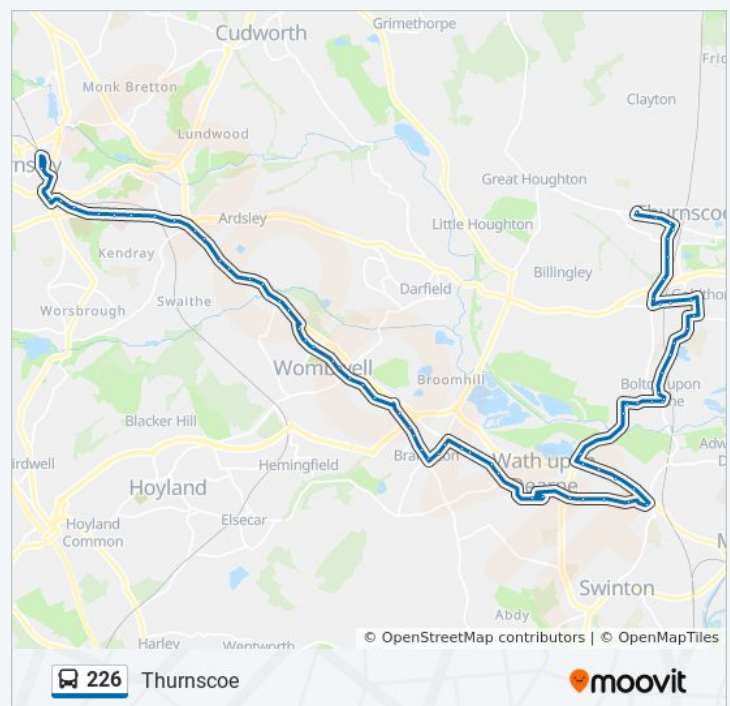 Grimethorpe
Cudworth
Monk Bretton
Clayton
Lundwood
Great Houghton
Thurnscoe
Ardsley
Little Houghton
Kendray
Billingley
Darfield
Swaithe
Worsbrough
Wombwell
Broomhill
Bolton upon
Blacker Hill
Hemingfield
Wath upon
Dearne
Hoyland
Elsecar
Hoyland
Common
Swinton
Abdy
Harley
Wentworth
© OpenStreetMap contributors | © OpenMapTiles
226 Thurnscoe
moovit